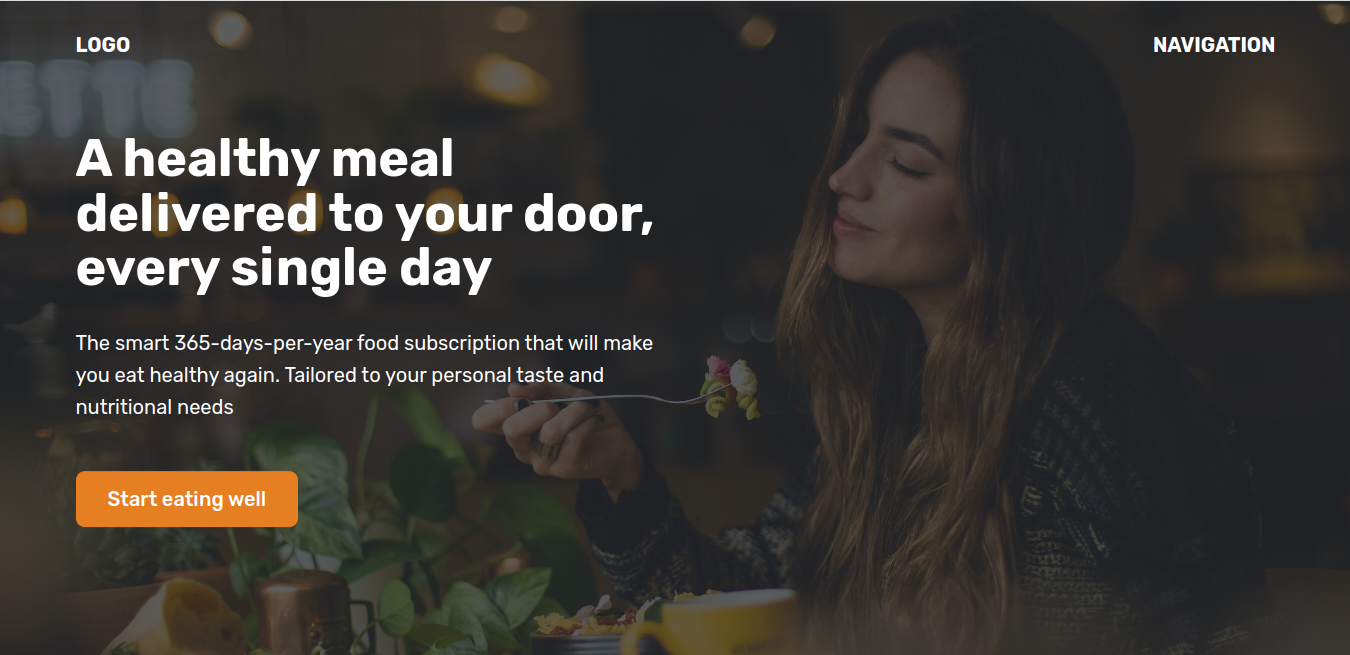 LOGO
NAVIGATION
ETTE
A healthy meal
delivered to your door,
every single day
The smart 365-days-per-year food subscription that will make
you eat healthy again. Tailored to your personal taste and
nutritional needs
Start eating well